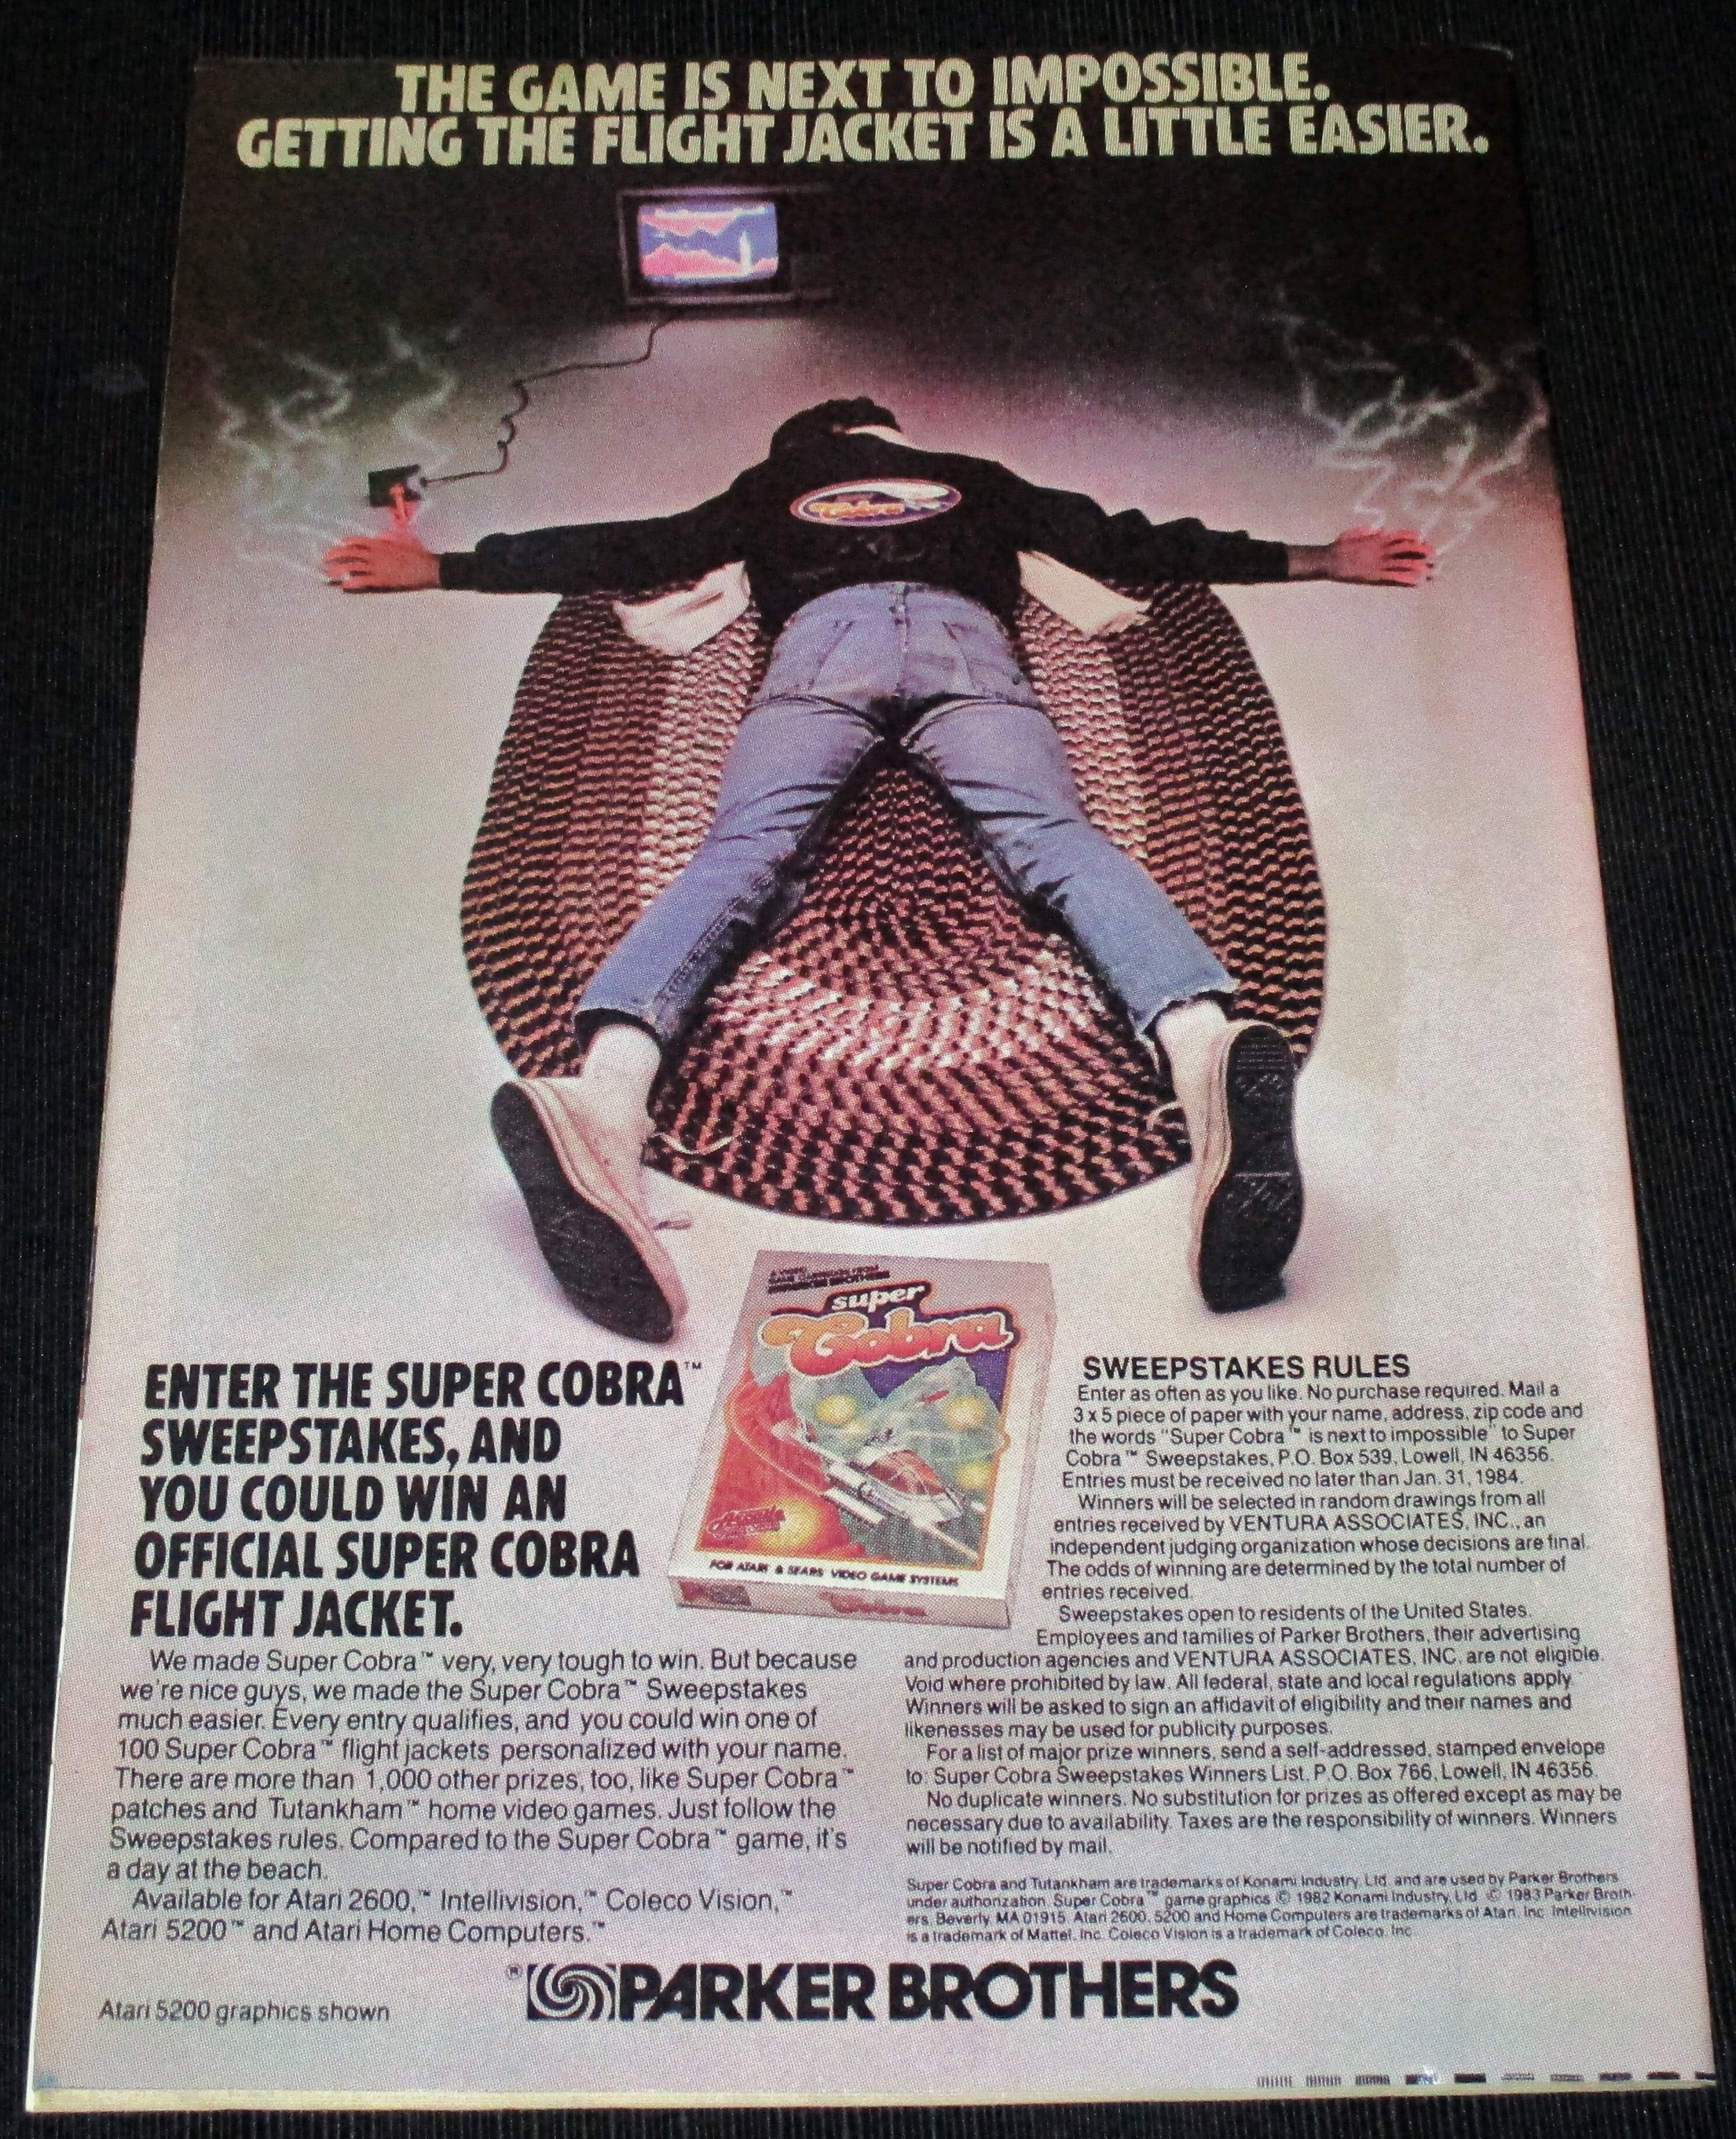 THE GAME IS NEXT TO IMPOSSIBLE.
GETTING THE FLIGHT JACKET IS A LITTLE EASIER.
Cobra
super
Cobra
FOR ATARI & SEARS VIDEO GAME SYSTEMS
ENTER THE SUPER COBRA™
SWEEPSTAKES, AND
YOU COULD WIN AN
OFFICIAL SUPER COBRA
FLIGHT JACKET.
We made Super Cobra™ very, very tough to win. But because
we're nice guys, we made the Super Cobra™ Sweepstakes
much easier. Every entry qualifies, and you could win one of
100 Super Cobra™ flight jackets personalized with your name.
There are more than 1,000 other prizes, too, like Super Cobra™
patches and Tutankham™ home video games. Just follow the
Sweepstakes rules. Compared to the Super Cobra™ game, it's
a day at the beach.
Available for Atari 2600,™ Intellivision,™ Coleco Vision,™
Atari 5200™ and Atari Home Computers.™
SWEEPSTAKES RULES
Enter as often as you like. No purchase required. Mail a
3 x 5 piece of paper with your name, address, zip code and
the words "Super Cobra™ is next to impossible" to Super
Cobra™ Sweepstakes, P.O. Box 539, Lowell, IN 46356.
Entries must be received no later than Jan. 31, 1984.
Winners will be selected in random drawings from all
entries received by VENTURA ASSOCIATES, INC., an
independent judging organization whose decisions are final.
The odds of winning are determined by the total number of
entries received.
Sweepstakes open to residents of the United States.
Employees and families of Parker Brothers, their advertising
and production agencies and VENTURA ASSOCIATES, INC. are not eligible.
Void where prohibited by law. All federal, state and local regulations apply.
Winners will be asked to sign an affidavit of eligibility and their names and
likenesses may be used for publicity purposes.
For a list of major prize winners, send a self-addressed, stamped envelope
to: Super Cobra Sweepstakes Winners List, P.O. Box 766, Lowell, IN 46356.
No duplicate winners. No substitution for prizes as offered except as may be
necessary due to availability. Taxes are the responsibility of winners. Winners
will be notified by mail.
Super Cobra and Tutankham are trademarks of Konami Industry, Ltd. and are used by Parker Brothers
under authorization. Super Cobra™ game graphics © 1982 Konami Industry, Ltd. © 1983 Parker Broth-
ers, Beverly, MA 01915. Atari 2600, 5200 and Home Computers are trademarks of Atari, Inc. Intellivision
is a trademark of Mattel, Inc. Coleco Vision is a trademark of Coleco, Inc.
® PARKER BROTHERS
Atari 5200 graphics shown